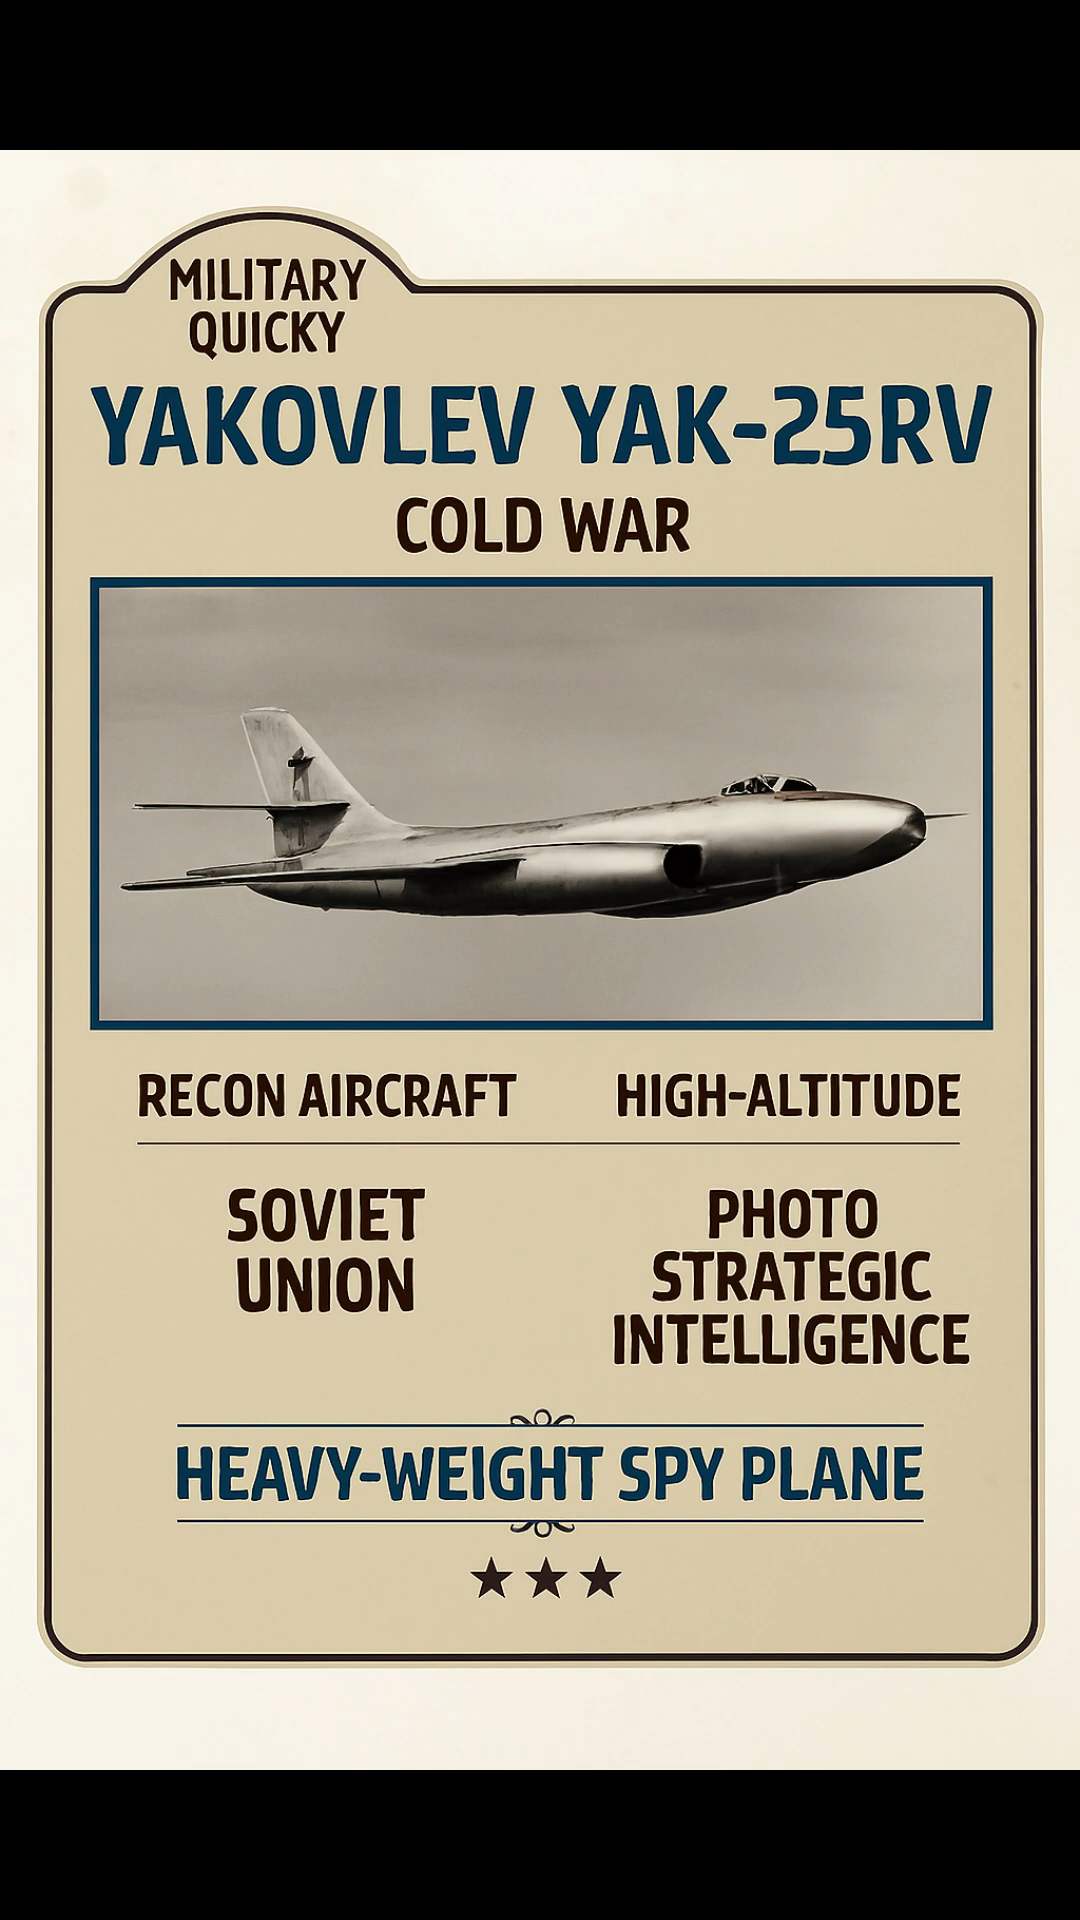 MILITARY
QUICKY
YAKOVLEV YAK-25RV
COLD WAR
RECON AIRCRAFT HIGH-ALTITUDE
SOVIET
UNION
PHOTO
STRATEGIC
INTELLIGENCE
HEAVY-WEIGHT SPY PLANE